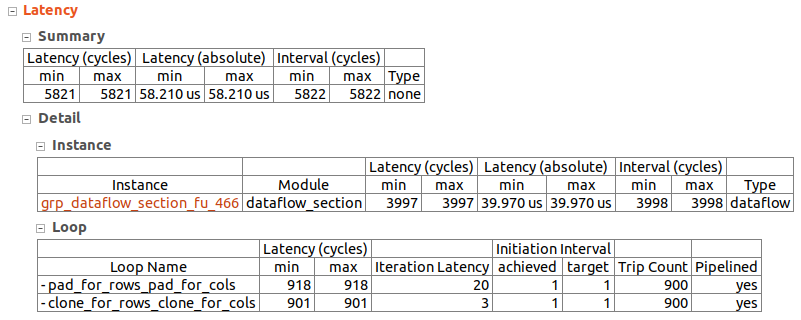 Latency
Summary
Latency (cycles) Latency (absolute) Interval (cycles)
min max min max min max Type
5821 5821 58.210 us 58.210 us 5822 5822 none
Detail
Instance
Latency (cycles) Latency (absolute) Interval (cycles)
Instance Module min max min max min max Type
grp_dataflow_section_fu_466 dataflow_section 3997 3997 39.970 us 39.970 us 3998 3998 dataflow
Loop
Latency (cycles) Initiation Interval
Loop Name min max Iteration Latency achieved target Trip Count Pipelined
- pad_for_rows_pad_for_cols 918 918 20 1 1 900 yes
- clone_for_rows_clone_for_cols 901 901 3 1 1 900 yes